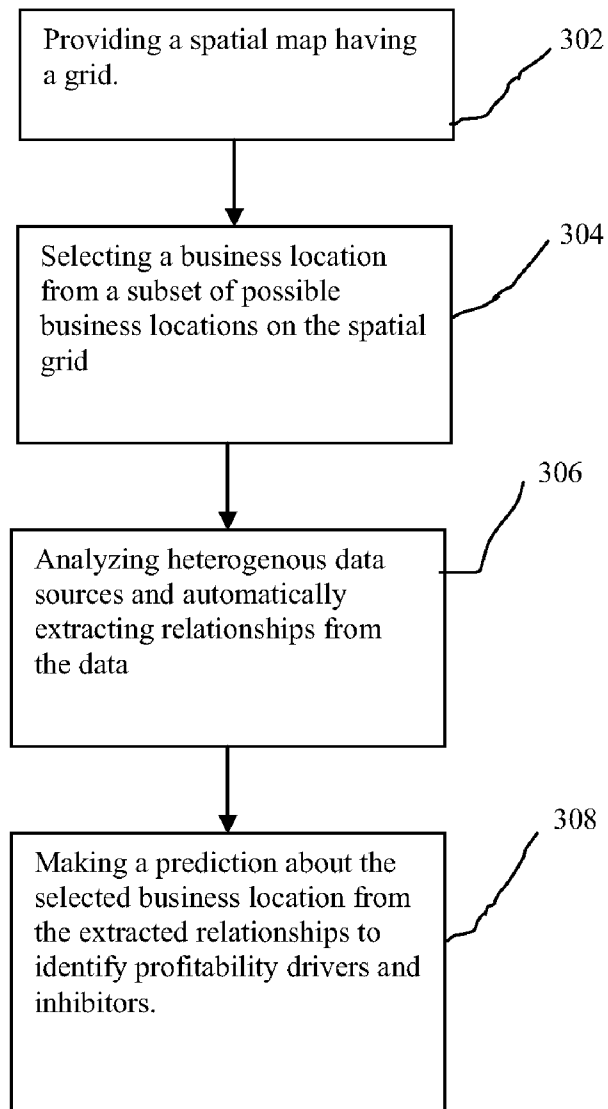 Providing a spatial map having
a grid.
302
Selecting a business location
from a subset of possible
business locations on the spatial
grid
304
306
Analyzing heterogenous data
sources and automatically
extracting relationships from
the data
308
Making a prediction about the
selected business location from
the extracted relationships to
identify profitability drivers and
inhibitors.